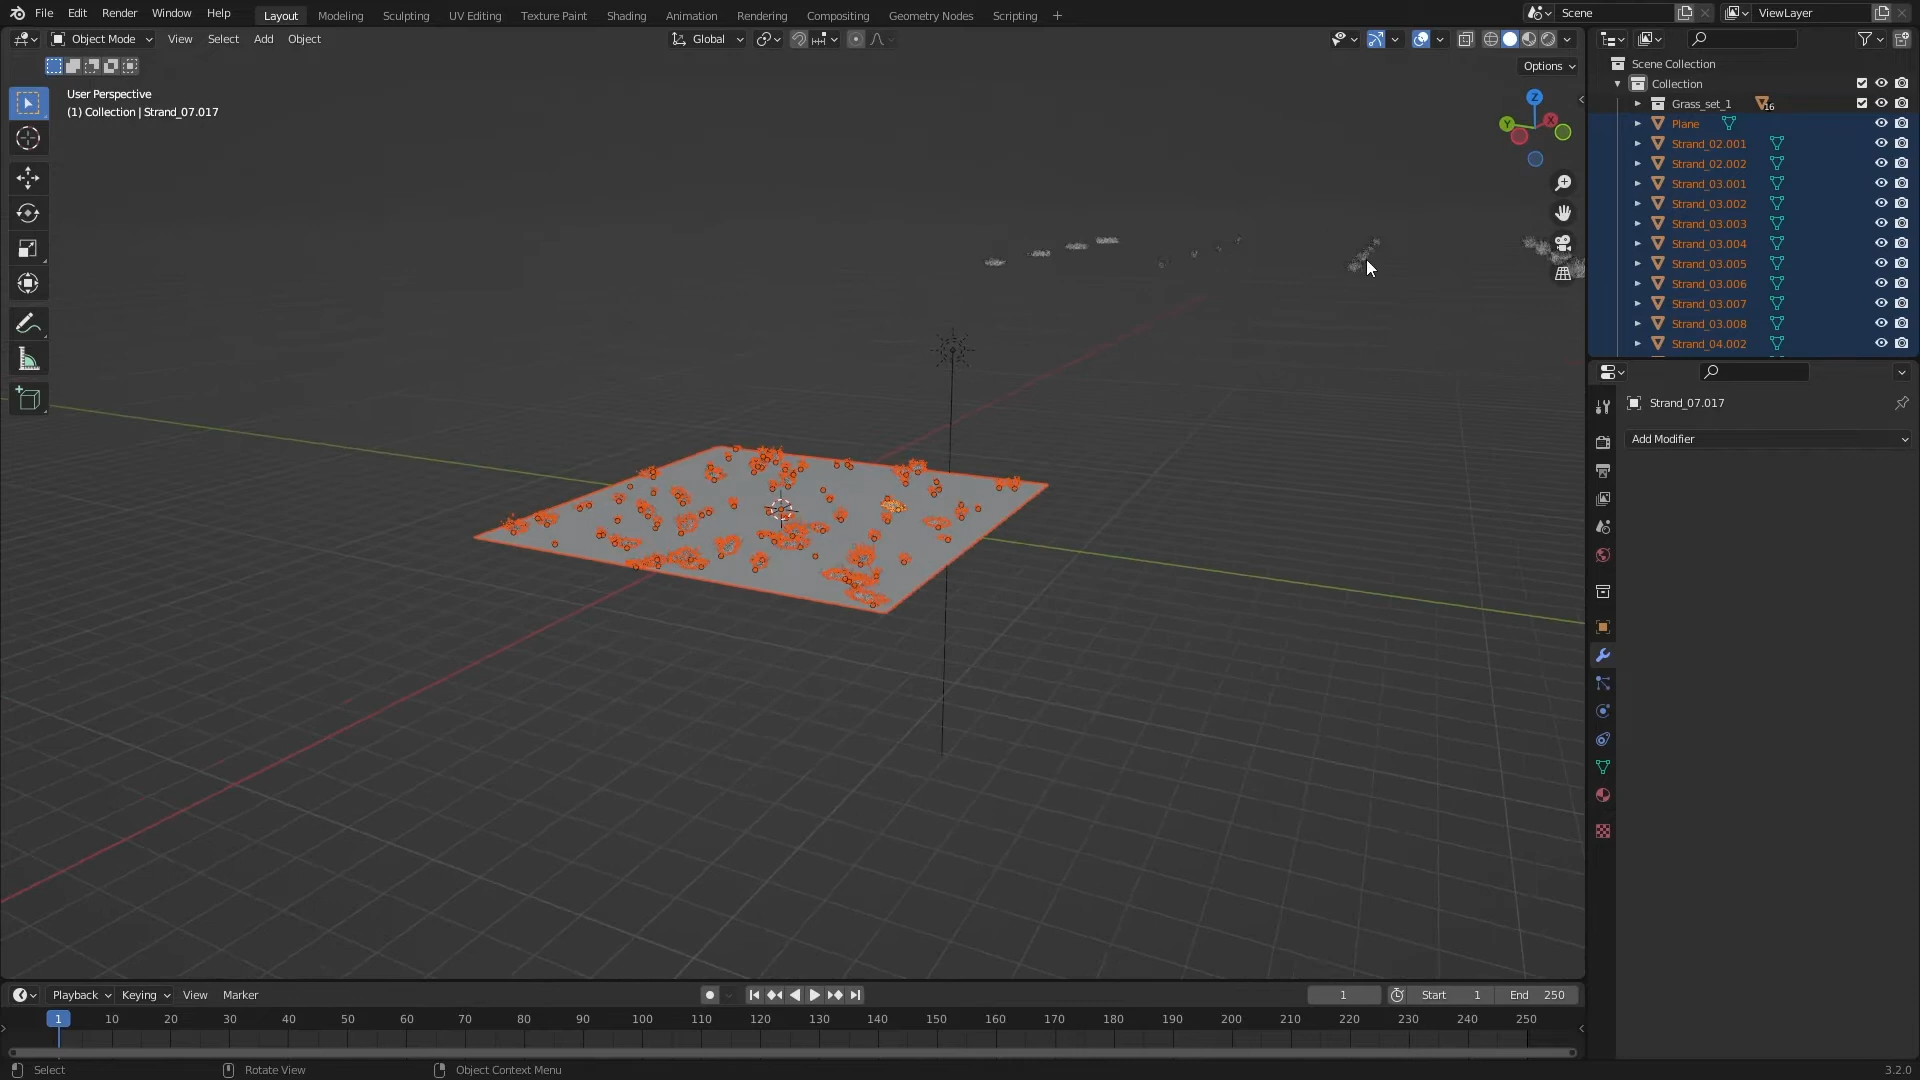 File Edit Render Window Help Layout Modeling Sculpting UV Editing Texture Paint Shading Animation Rendering Compositing Geometry Nodes Scripting + Scene ViewLayer
Object Mode View Select Add Object Global
Options
User Perspective
(1) Collection | Strand_07.017
Z
Y
X
Scene Collection
Collection
Grass_set_1 16
Plane
Strand_02.001
Strand_02.002
Strand_03.001
Strand_03.002
Strand_03.003
Strand_03.004
Strand_03.005
Strand_03.006
Strand_03.007
Strand_03.008
Strand_04.002
Strand_07.017
Add Modifier
Playback Keying View Marker 1 Start 1 End 250
1 10 20 30 40 50 60 70 80 90 100 110 120 130 140 150 160 170 180 190 200 210 220 230 240 250
Select Rotate View Object Context Menu 3.2.0